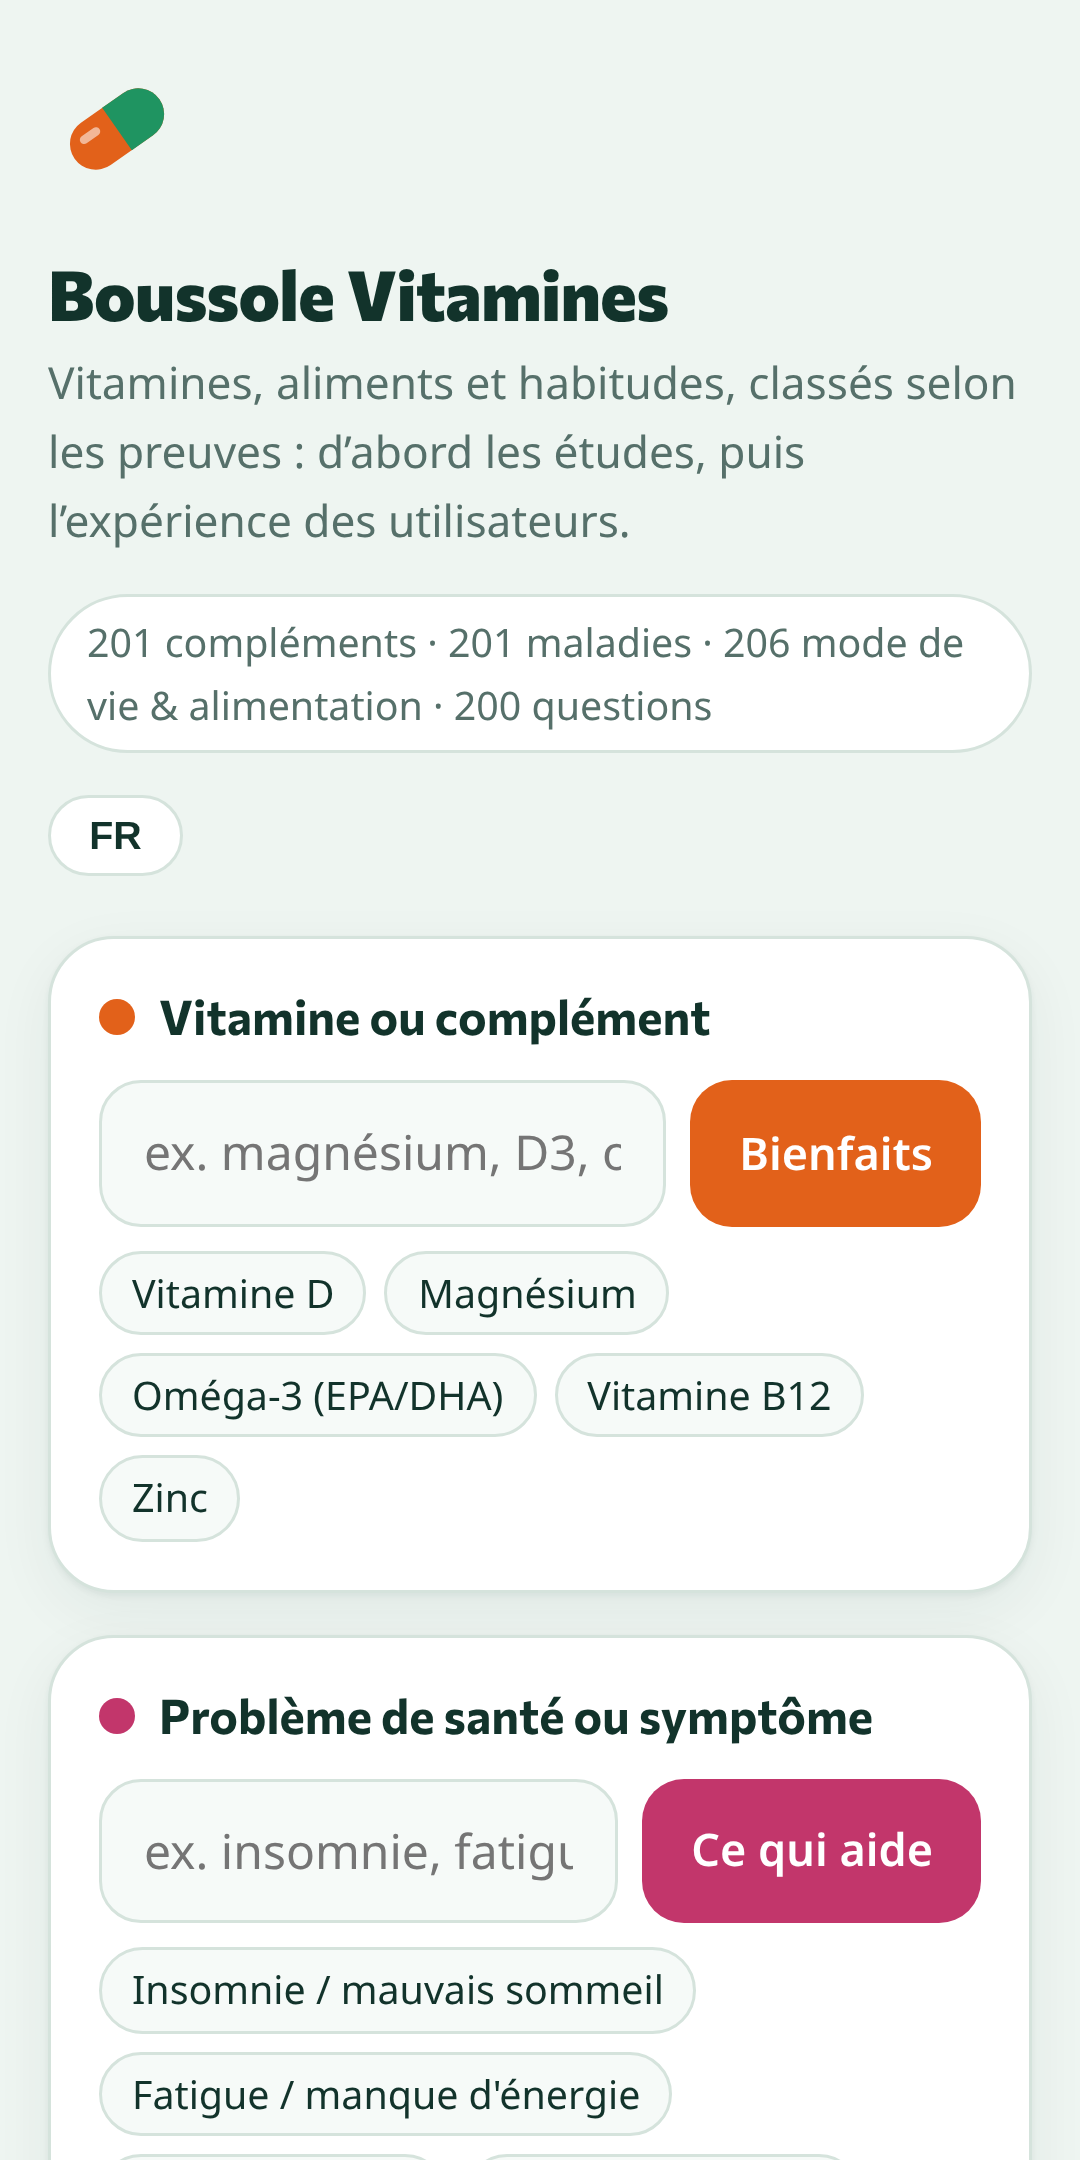 Boussole Vitamines
Vitamines, aliments et habitudes, classés selon
les preuves : d’abord les études, puis
l’expérience des utilisateurs.
201 compléments · 201 maladies · 206 mode de
vie & alimentation · 200 questions
FR
Vitamine ou complément
ex. magnésium, D3, c
Bienfaits
Vitamine D
Magnésium
Oméga-3 (EPA/DHA)
Vitamine B12
Zinc
Problème de santé ou symptôme
ex. insomnie, fatigu
Ce qui aide
Insomnie / mauvais sommeil
Fatigue / manque d'énergie